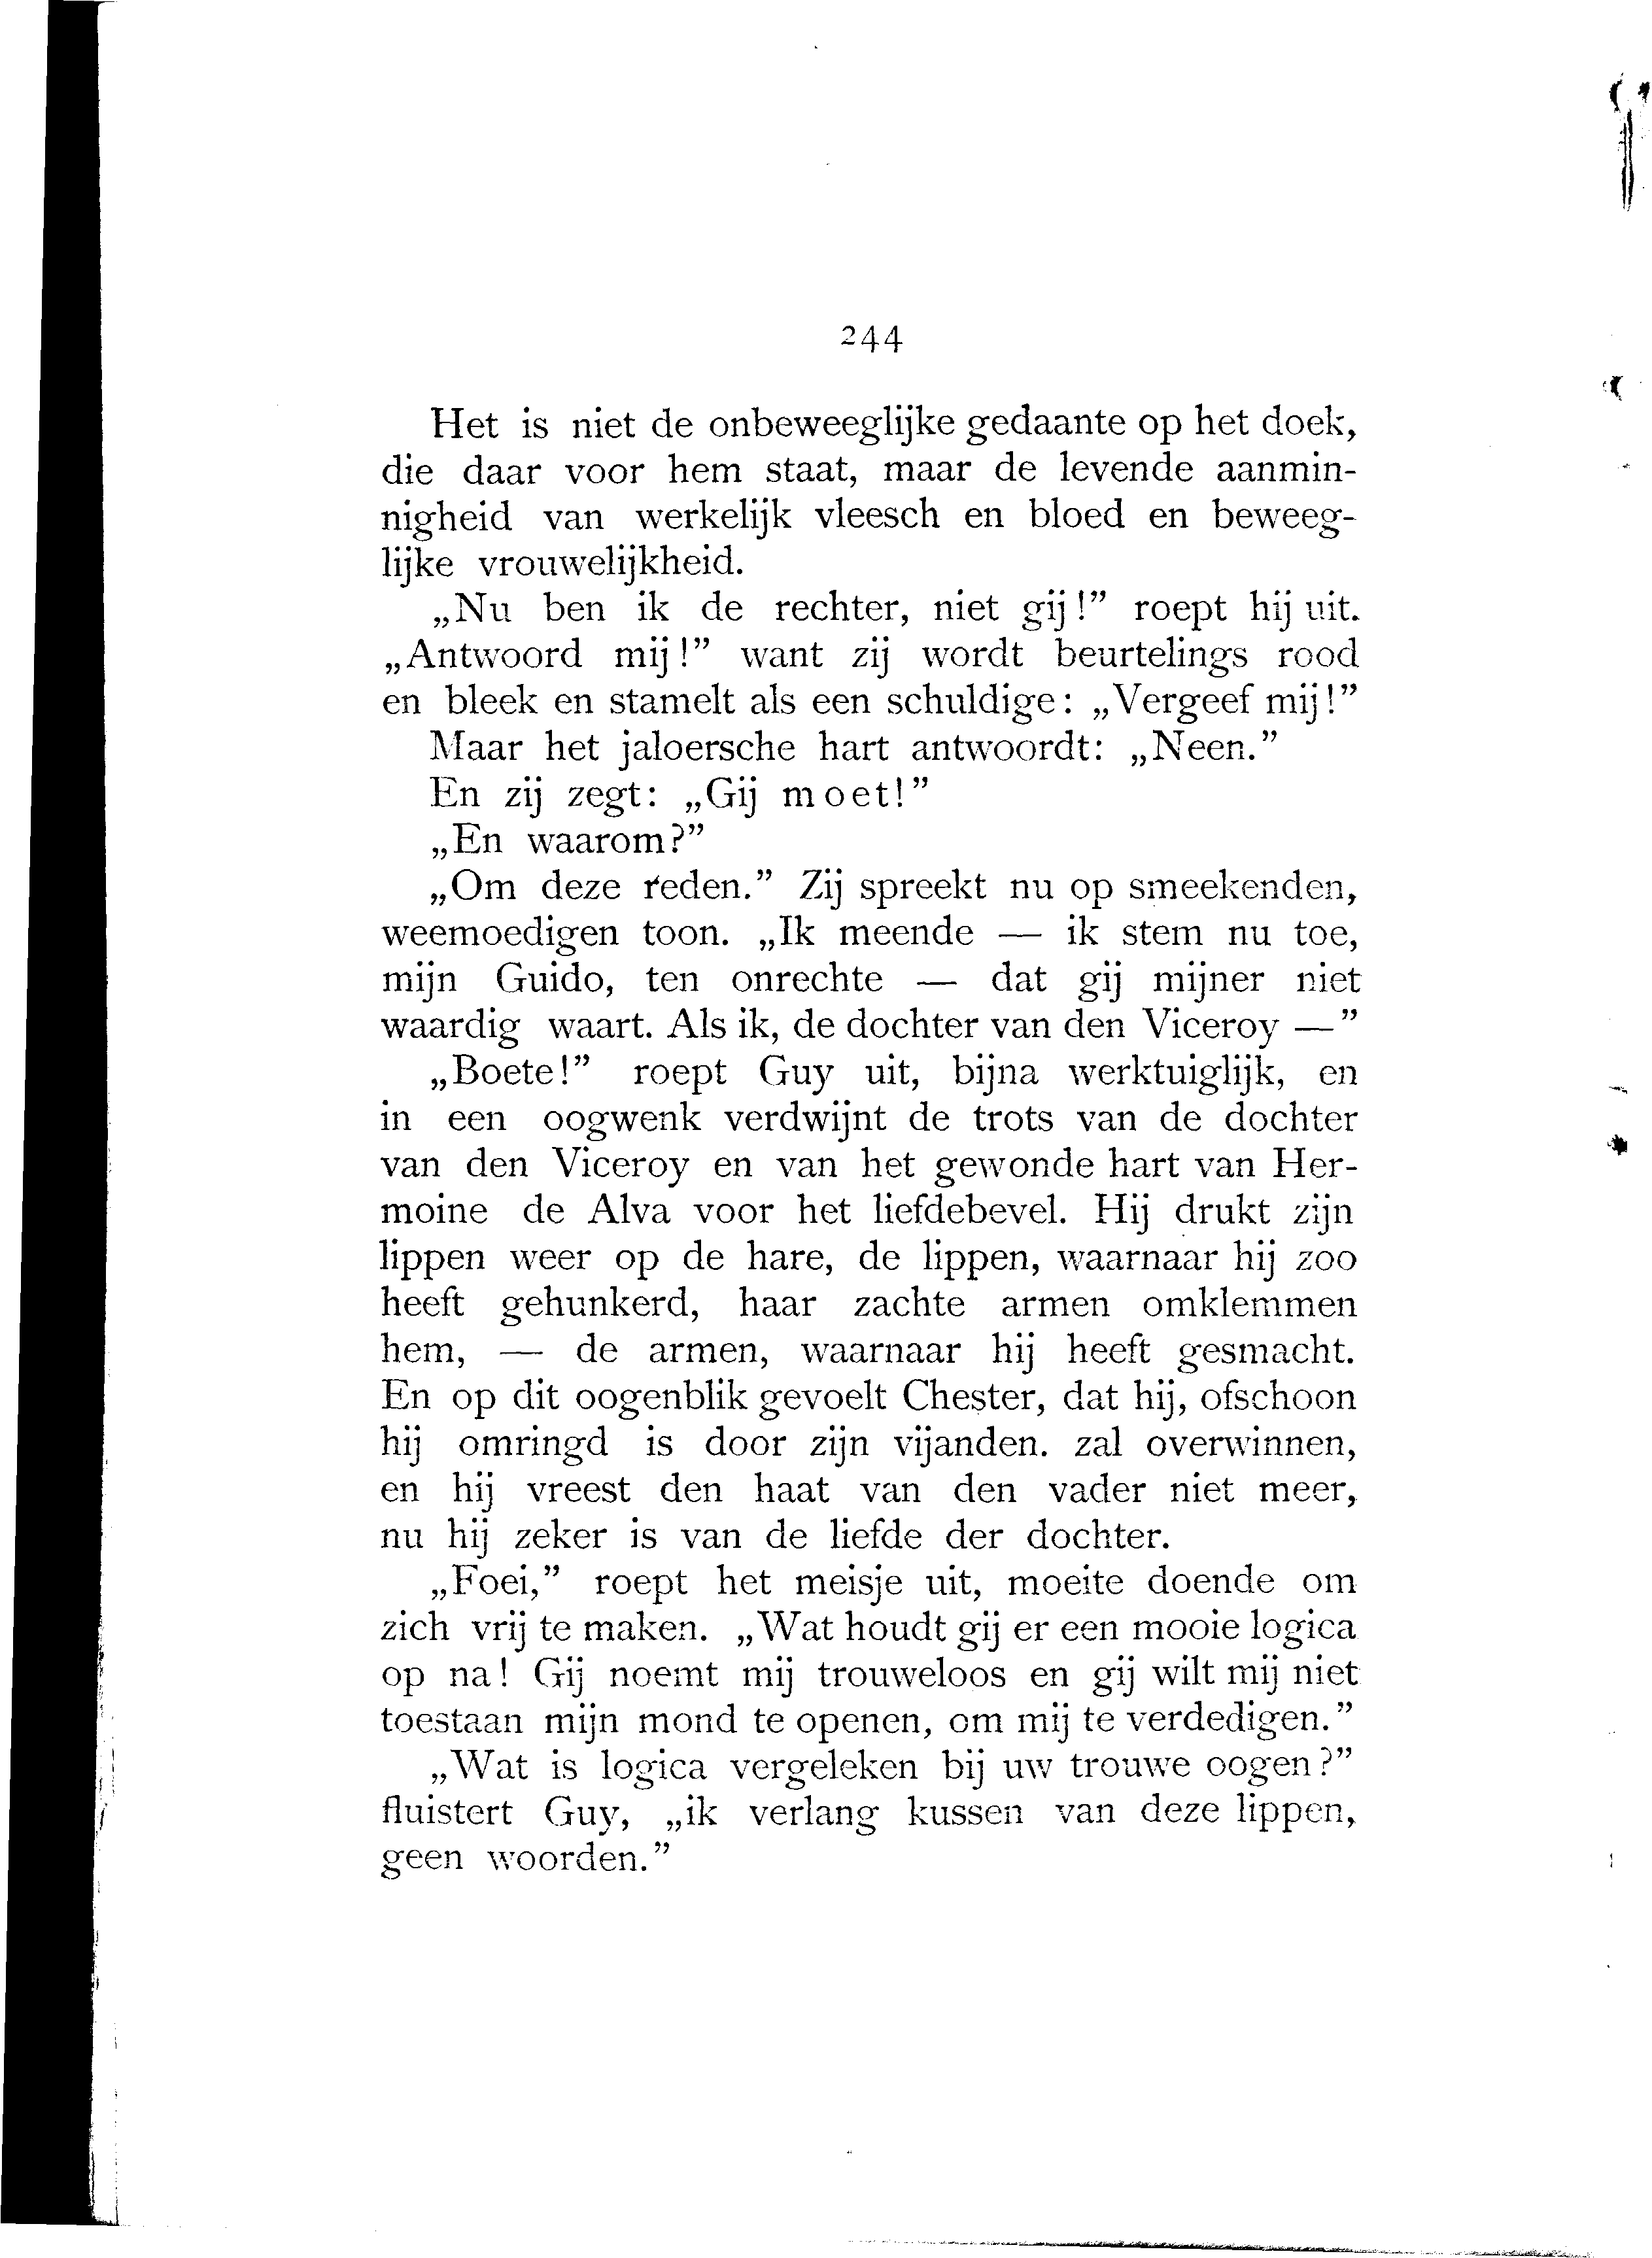 244
Het is niet de onbeweeglijke gedaante op het doek,
die daar voor hem staat, maar de levende aanmin-
nigheid van werkelijk vleesch en bloed en beweeg-
lijke vrouwelijkheid.
„Nu ben ik de rechter, niet gij!” roept hij uit.
„Antwoord mij!” want zij wordt beurtelings rood
en bleek en stamelt als een schuldige: „Vergeef mij!”
Maar het jaloersche hart antwoordt: „Neen.”
En zij zegt: „Gij moet!”
„En waarom?”
„Om deze reden.” Zij spreekt nu op smeekenden,
weemoedigen toon. „Ik meende — ik stem nu toe,
mijn Guido, ten onrechte — dat gij mijner niet
waardig waart. Als ik, de dochter van den Viceroy —”
„Boete!” roept Guy uit, bijna werktuiglijk, en
in een oogwenk verdwijnt de trots van de dochter
van den Viceroy en van het gewonde hart van Her-
moine de Alva voor het liefdebevel. Hij drukt zijn
lippen weer op de hare, de lippen, waarnaar hij zoo
heeft gehunkerd, haar zachte armen omklemmen
hem, — de armen, waarnaar hij heeft gesmacht.
En op dit oogenblik gevoelt Chester, dat hij, ofschoon
hij omringd is door zijn vijanden. zal overwinnen,
en hij vreest den haat van den vader niet meer,
nu hij zeker is van de liefde der dochter.
„Foei,” roept het meisje uit, moeite doende om
zich vrij te maken. „Wat houdt gij er een mooie logica
op na! Gij noemt mij trouweloos en gij wilt mij niet
toestaan mijn mond te openen, om mij te verdedigen.”
„Wat is logica vergeleken bij uw trouwe oogen?”
fluistert Guy, „ik verlang kussen van deze lippen,
geen woorden.”